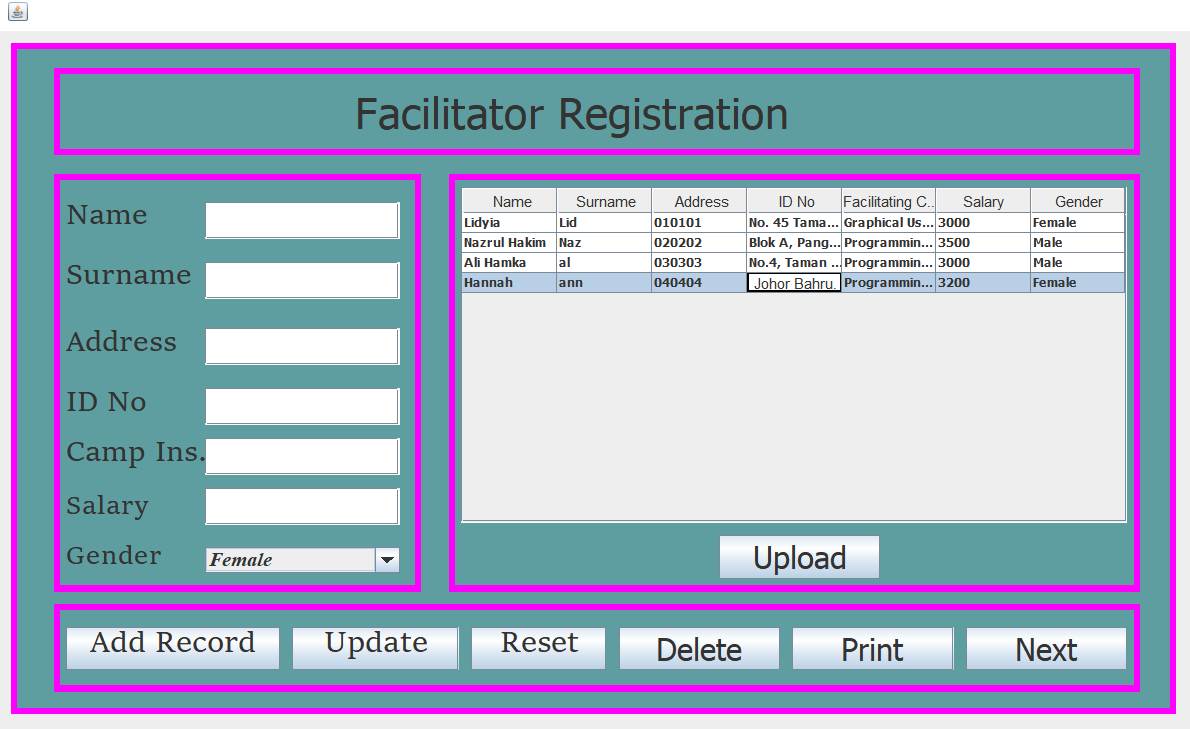 Facilitator Registration
Name
Surname
Address
ID No
Camp Ins.
Salary
Gender Female
Name Surname Address ID No Facilitating C... Salary Gender
Lidyia Lid 010101 No. 45 Tama... Graphical Us... 3000 Female
Nazrul Hakim Naz 020202 Blok A, Pang... Programmin... 3500 Male
Ali Hamka al 030303 No.4, Taman ... Programmin... 3000 Male
Hannah ann 040404 Johor Bahru. Programmin... 3200 Female
Upload
Add Record Update Reset Delete Print Next